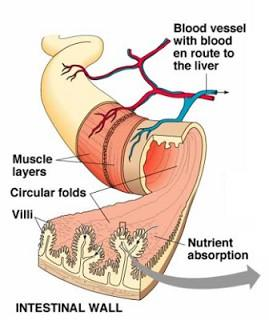 Blood vessel
with blood
en route to
the liver
Muscle
layers
Circular folds
Villi
Nutrient
absorption
INTESTINAL WALL